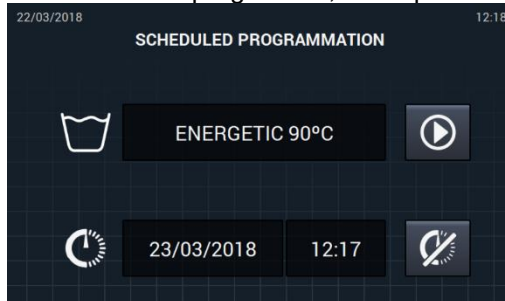 22/03/2018 12:18
SCHEDULED PROGRAMMATION
ENERGETIC 90ºC
23/03/2018 12:17